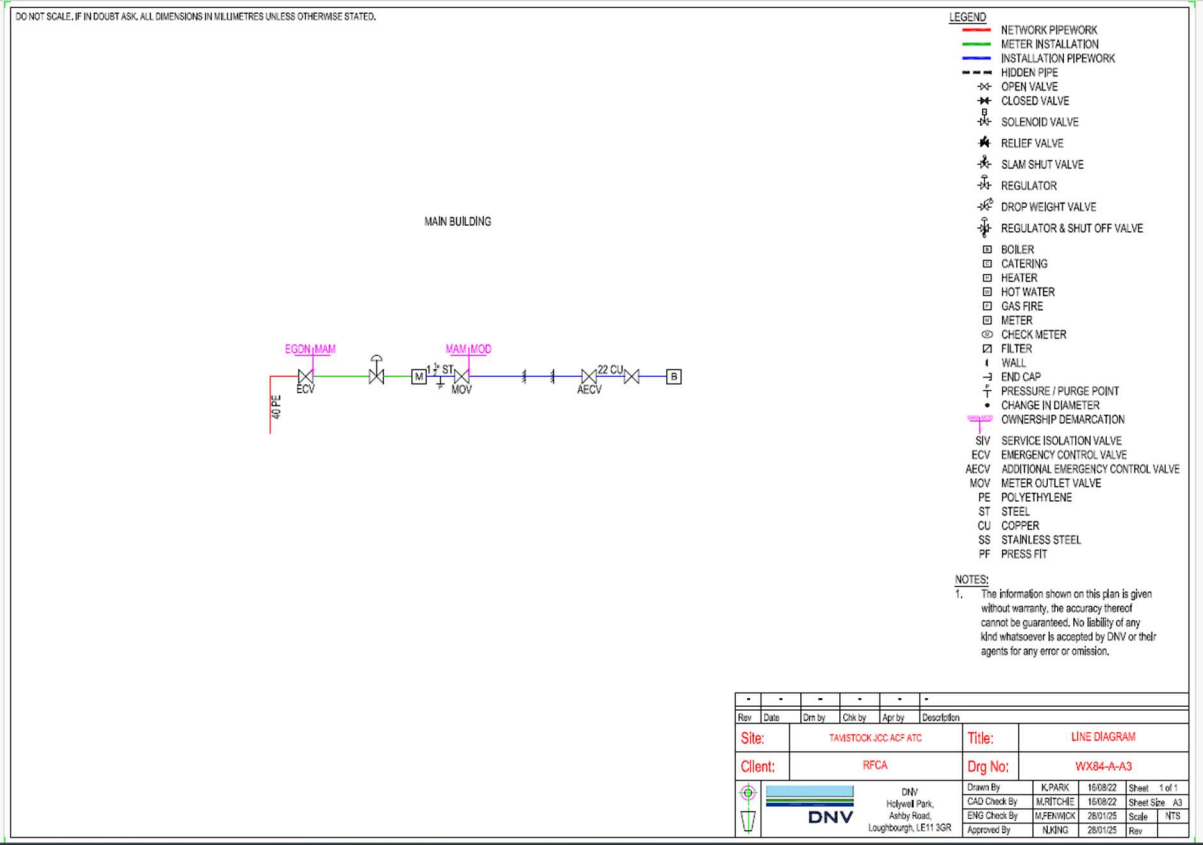 DO NOT SCALE. IF IN DOUBT ASK. ALL DIMENSIONS IN MILLIMETRES UNLESS OTHERWISE STATED.
MAIN BUILDING
EGDN MAM
MAM MOD
40 PE
ECV
M
ST
MOV
AECV
22 CU
B
LEGEND
NETWORK PIPEWORK
METER INSTALLATION
INSTALLATION PIPEWORK
HIDDEN PIPE
OPEN VALVE
CLOSED VALVE
SOLENOID VALVE
RELIEF VALVE
SLAM SHUT VALVE
REGULATOR
DROP WEIGHT VALVE
REGULATOR & SHUT OFF VALVE
BOILER
CATERING
HEATER
HOT WATER
GAS FIRE
METER
CHECK METER
FILTER
WALL
END CAP
PRESSURE / PURGE POINT
CHANGE IN DIAMETER
OWNERSHIP DEMARCATION
SIV SERVICE ISOLATION VALVE
ECV EMERGENCY CONTROL VALVE
AECV ADDITIONAL EMERGENCY CONTROL VALVE
MOV METER OUTLET VALVE
PE POLYETHYLENE
ST STEEL
CU COPPER
SS STAINLESS STEEL
PF PRESS FIT
NOTES:
1. The information shown on this plan is given
without warranty, the accuracy thereof
cannot be guaranteed. No liability of any
kind whatsoever is accepted by DNV or their
agents for any error or omission.
- - - - - -
Rev Date Drn by Chk by Apr by Description
Site: TAVISTOCK JCC ACF ATC Title: LINE DIAGRAM
Client: RFCA Drg No: WX84-A-A3
DNV
DNV
Holywell Park,
Ashby Road,
Loughbourgh, LE11 3GR
Drawn By K.PARK 16/08/22 Sheet 1 of 1
CAD Check By M.RITCHIE 16/08/22 Sheet Size A3
ENG Check By M.FENWICK 28/01/25 Scale NTS
Approved By N.KING 28/01/25 Rev